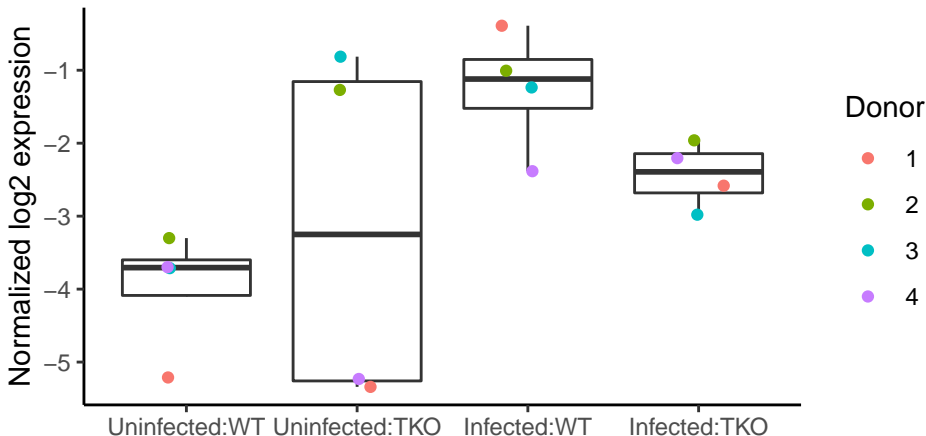 Normalized log2 expression
−1
−2
−3
−4
−5
Uninfected:WT
Uninfected:TKO
Infected:WT
Infected:TKO
Donor
1
2
3
4